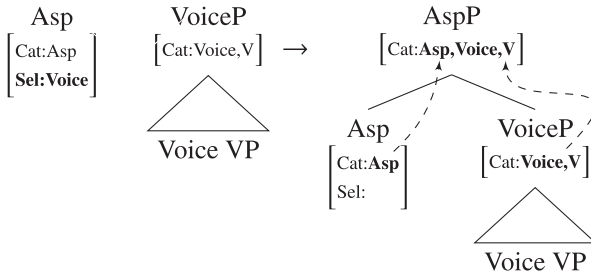 Asp
Cat:Asp
Sel:Voice
VoiceP
[Cat:Voice,V]
Voice VP
→
AspP
[Cat:Asp,Voice,V]
Asp
Cat:Asp
Sel:
VoiceP
[Cat:Voice,V]
Voice VP